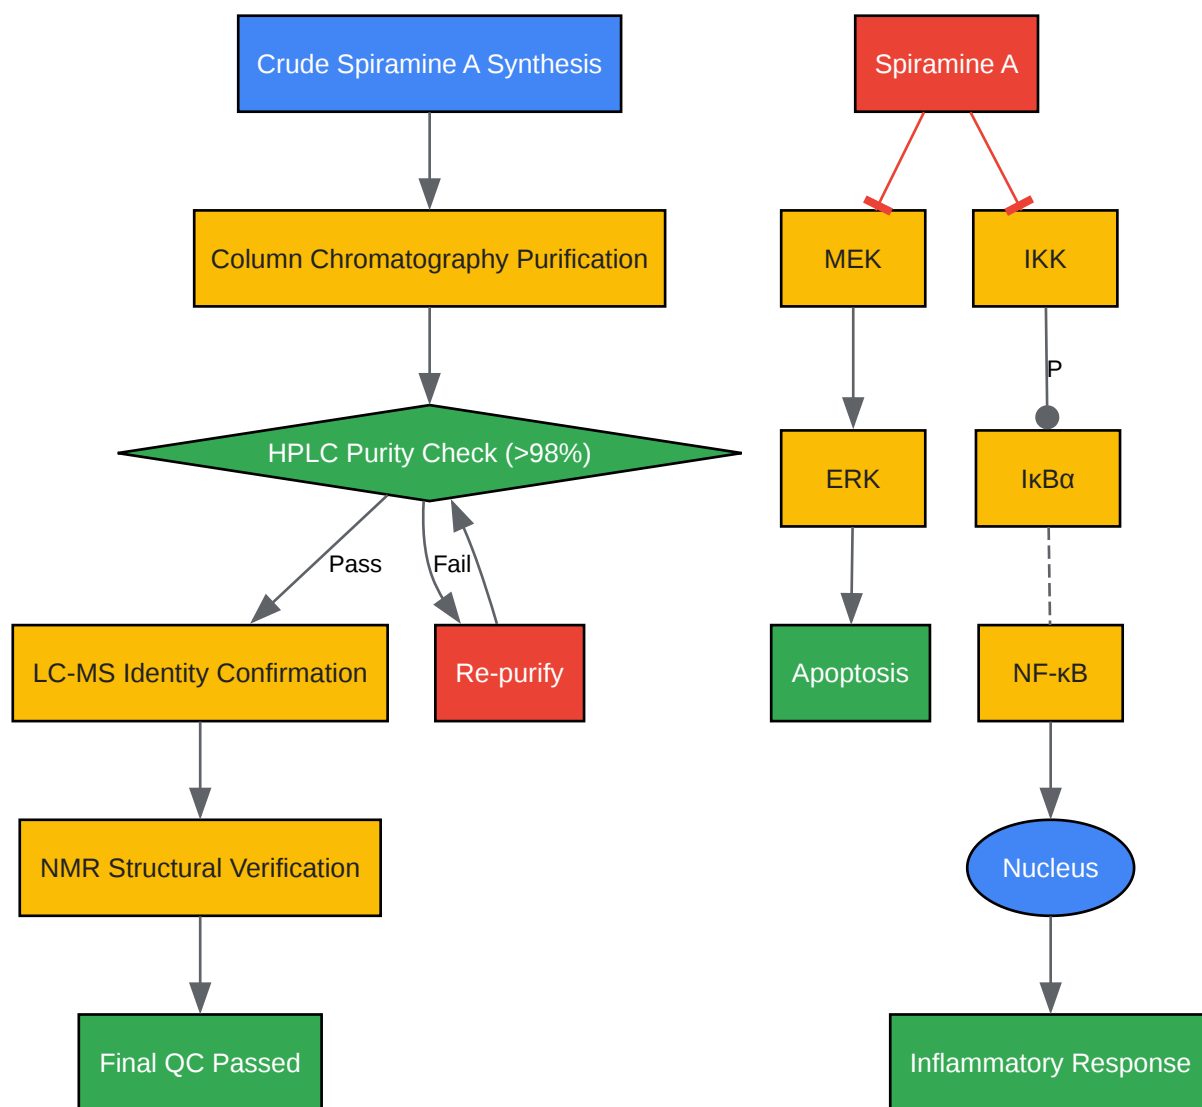 Crude Spiramine A Synthesis
Column Chromatography Purification
HPLC Purity Check (>98%)
Pass
Fail
LC-MS Identity Confirmation
Re-purify
NMR Structural Verification
Final QC Passed
Spiramine A
MEK
IKK
P
ERK
IκBα
Apoptosis
NF-κB
Nucleus
Inflammatory Response